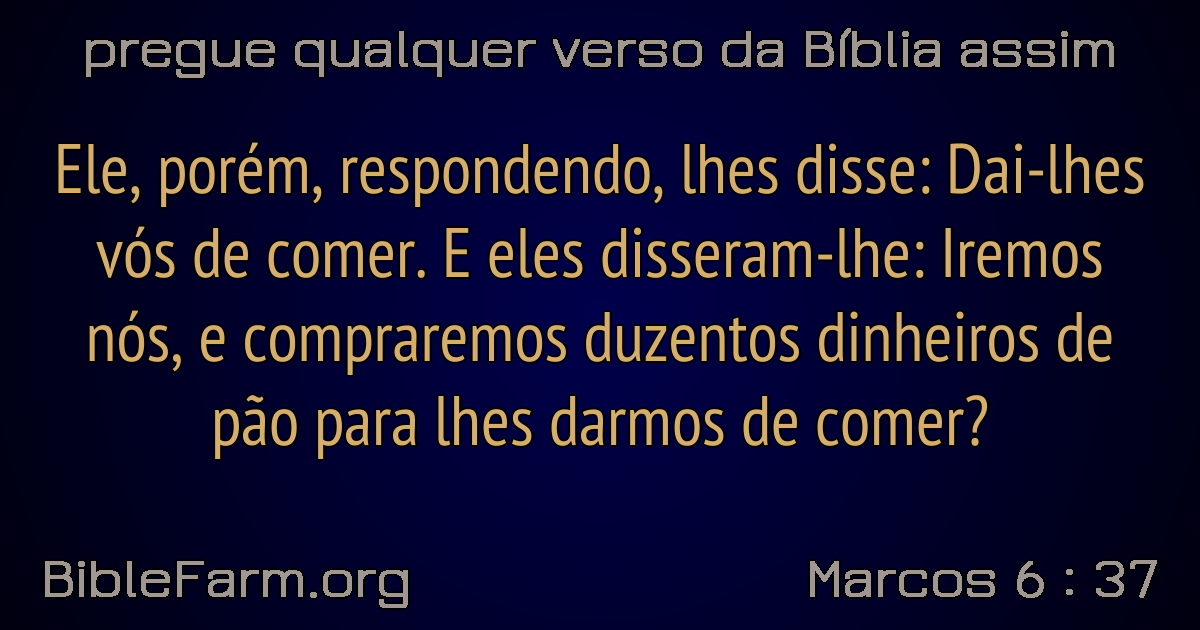 pregue qualquer verso da Bíblia assim
Ele, porém, respondendo, lhes disse: Dai-lhes
vós de comer. E eles disseram-lhe: Iremos
nós, e compraremos duzentos dinheiros de
pão para lhes darmos de comer?
BibleFarm.org
Marcos 6 : 37